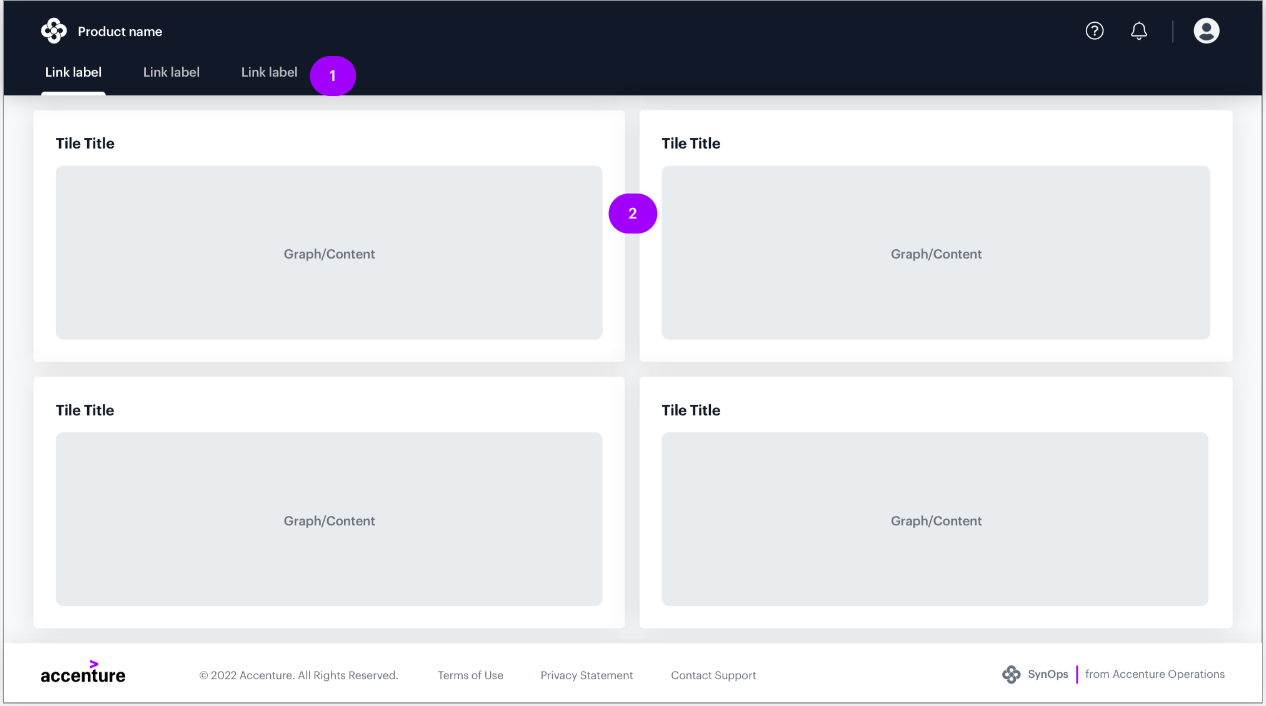 Product name
Link label Link label Link label 1
Tile Title Tile Title
2
Graph/Content Graph/Content
Tile Title Tile Title
Graph/Content Graph/Content
accenture © 2022 Accenture. All Rights Reserved. Terms of Use Privacy Statement Contact Support SynOps from Accenture Operations